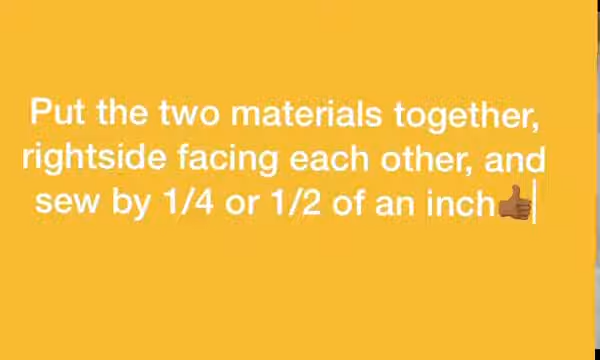 Put the two materials together,
rightside facing each other, and
sew by 1/4 or 1/2 of an inch👍🏾